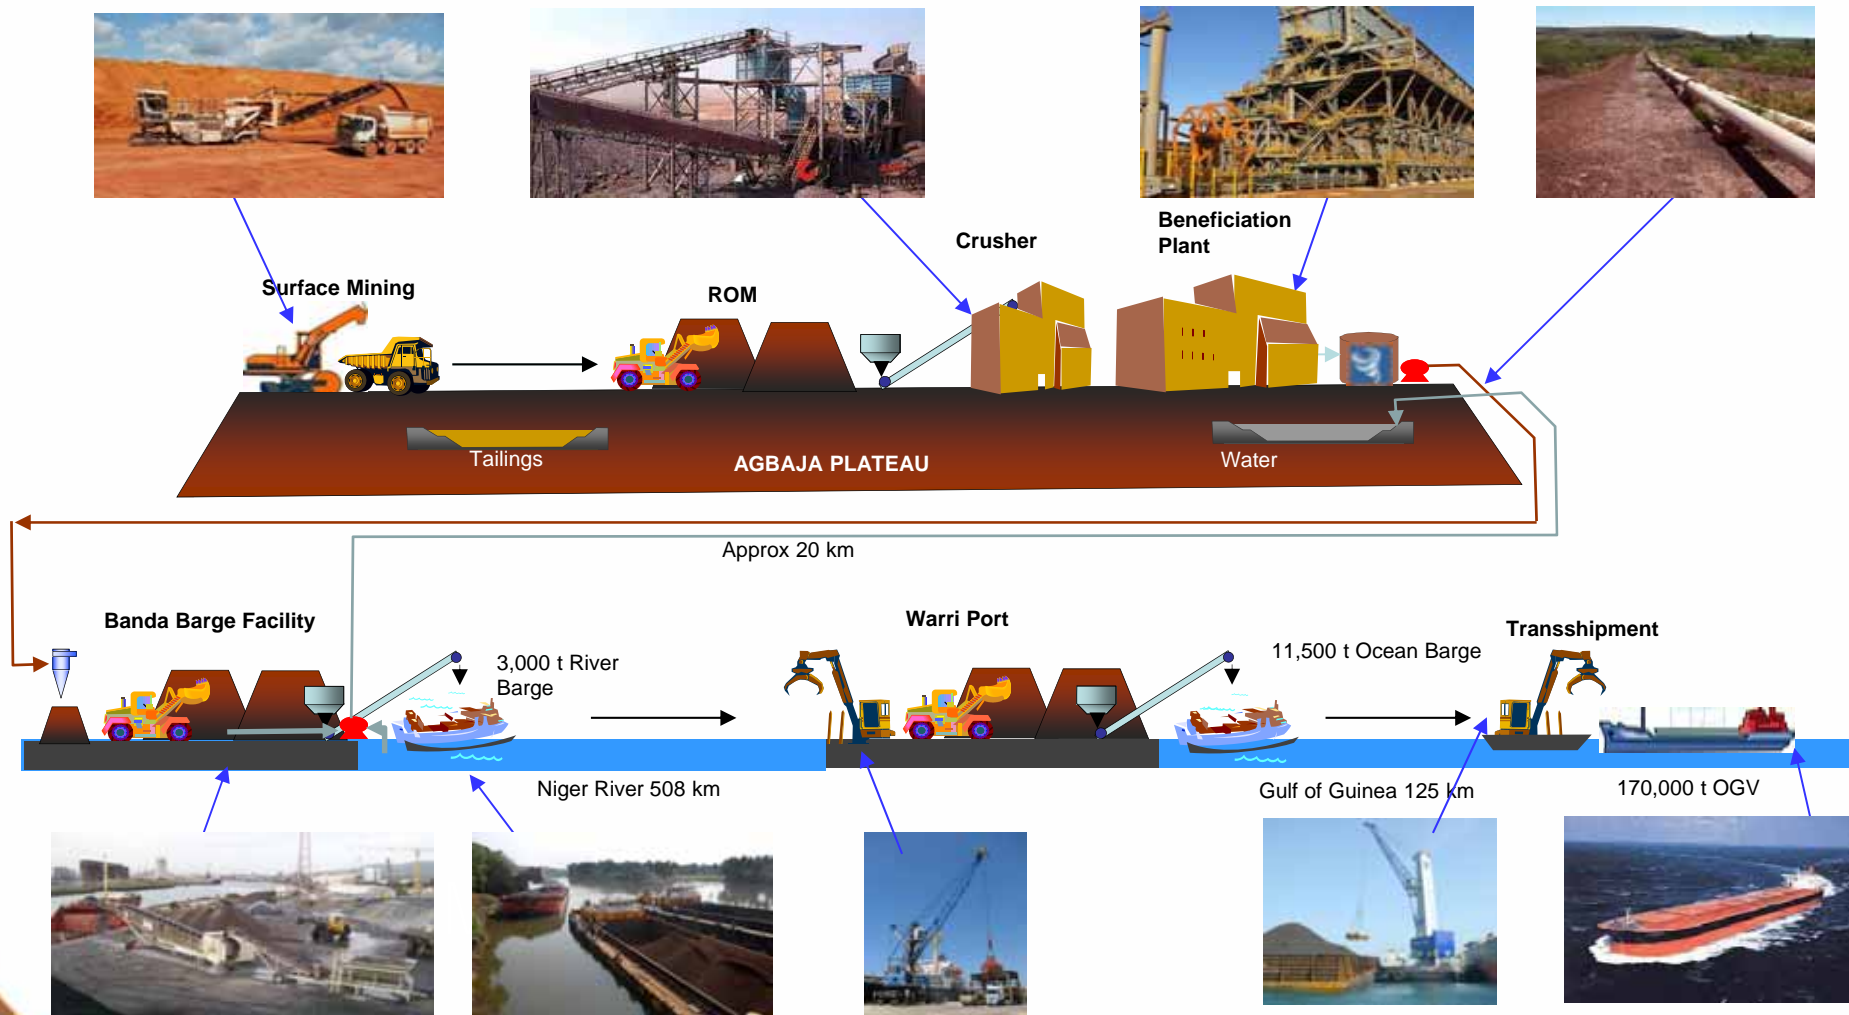 Beneficiation
Plant
Crusher
Surface Mining
ROM
Tailings
AGBAJA PLATEAU
Water
Approx 20 km
Banda Barge Facility
Warri Port
Transshipment
3,000 t River
Barge
11,500 t Ocean Barge
Niger River 508 km
Gulf of Guinea 125 km
170,000 t OGV